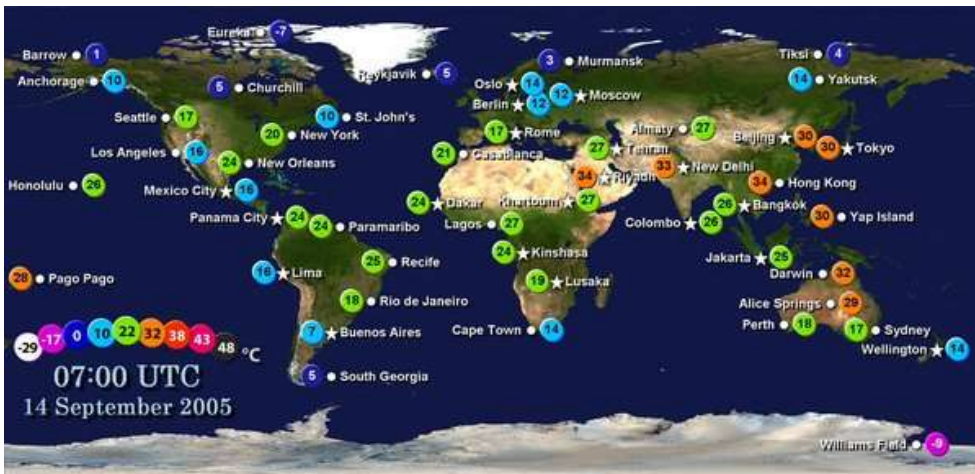 Eureka -7
Barrow 1
Tiksi 4
3 Murmansk
Reykjavik 5
Anchorage 10
5 Churchill
Oslo 14
14 Yakutsk
Berlin 12
12 Moscow
Seattle 17
10 St. John's
20 New York
17 Rome
Almaty 27
Beijing 30
30 Tokyo
Los Angeles 16
24 New Orleans
21 Casablanca
27 Tehran
33 New Delhi
Honolulu 26
Mexico City 16
34 Riyadh
34 Hong Kong
24 Dakar
Khartoum 27
26 Bangkok
Panama City 24
24 Paramaribo
Lagos 27
Colombo 26
30 Yap Island
24 Kinshasa
Jakarta 25
28 Pago Pago
16 Lima
25 Recife
19 Lusaka
Darwin 32
18 Rio de Janeiro
Alice Springs 29
7 Buenos Aires
Cape Town 14
Perth 18
17 Sydney
Wellington 14
-29 -17 0 10 22 32 38 43 48 °C
07:00 UTC
14 September 2005
5 South Georgia
Williams Field -9